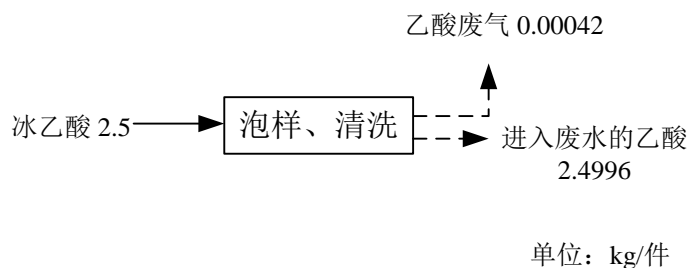 乙酸废气 0.00042
冰乙酸 2.5
泡样、清洗
进入废水的乙酸
2.4996
单位：kg/件